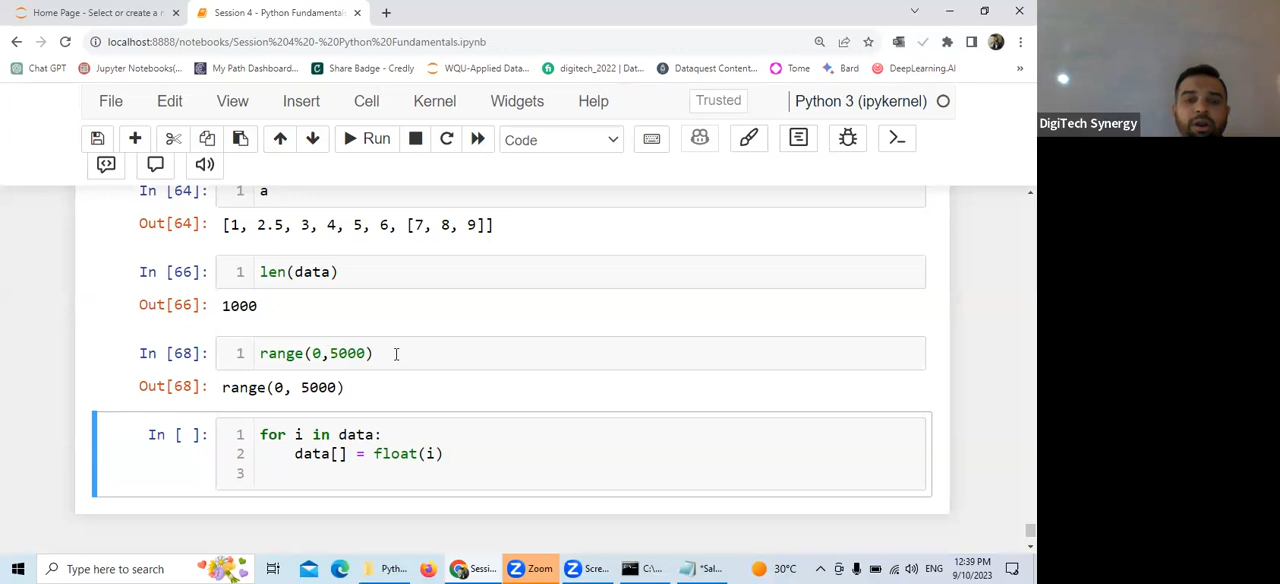 Home Page - Select or create a n
Session 4 - Python Fundamentals
localhost:8888/notebooks/Session%204%20-%20Python%20Fundamentals.ipynb
Chat GPT
Jupyter Notebooks(...
My Path Dashboard...
Share Badge - Credly
WQU-Applied Data...
digitech_2022 | Dat...
Dataquest Content...
Tome
Bard
DeepLearning.AI
»
DigiTech Synergy
File Edit View Insert Cell Kernel Widgets Help Trusted Python 3 (ipykernel)
Run Code
In [64]: 1 a
Out[64]: [1, 2.5, 3, 4, 5, 6, [7, 8, 9]]
In [66]: 1 len(data)
Out[66]: 1000
In [68]: 1 range(0,5000)
Out[68]: range(0, 5000)
In [ ]: 1 for i in data:
2 data[] = float(i)
3
Type here to search
Pyth...
Sessi...
Zoom
Scre...
C:\...
*Sal...
30°C
ENG
12:39 PM
9/10/2023